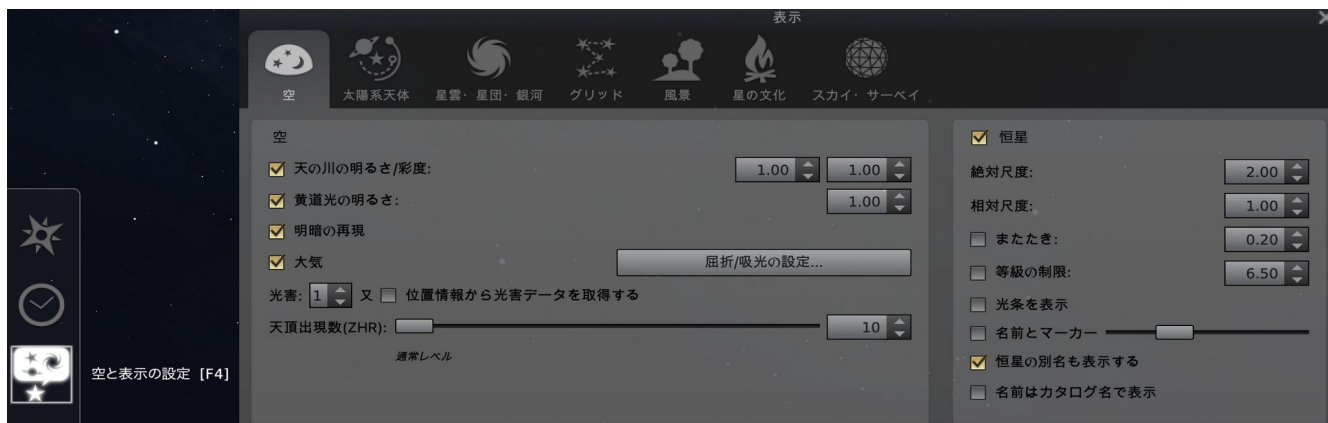 表示
空
太陽系天体
星雲・星団・銀河
グリッド
風景
星の文化
スカイ・サーベイ
空
天の川の明るさ/彩度: 1.00 1.00
黄道光の明るさ: 1.00
明暗の再現
大気 屈折/吸光の設定...
光害: 1 又 位置情報から光害データを取得する
天頂出現数(ZHR): 10
通常レベル
恒星
絶対尺度: 2.00
相対尺度: 1.00
またたき: 0.20
等級の制限: 6.50
光条を表示
名前とマーカー
恒星の別名も表示する
名前はカタログ名で表示
空と表示の設定 [F4]